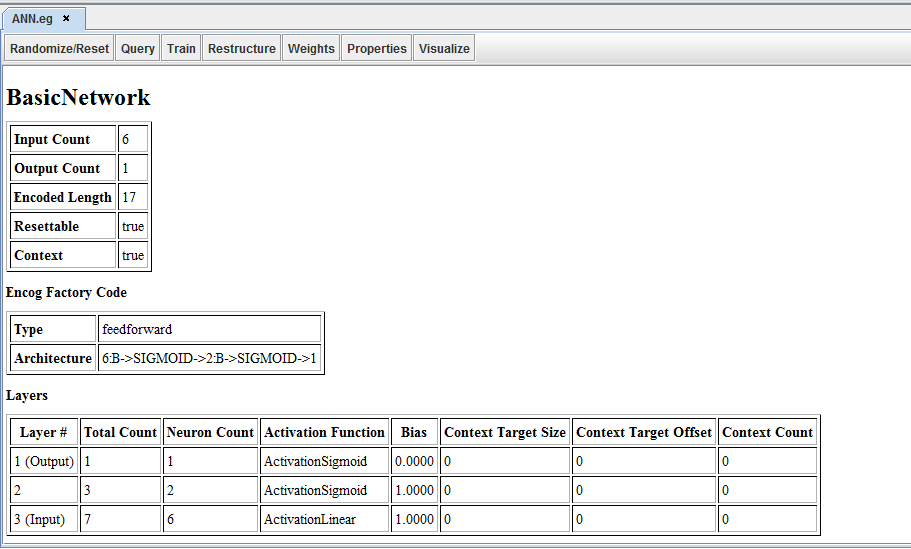 ANN.eg ×
Randomize/Reset Query Train Restructure Weights Properties Visualize
BasicNetwork
Input Count 6
Output Count 1
Encoded Length 17
Resettable true
Context true
Encog Factory Code
Type feedforward
Architecture 6:B->SIGMOID->2:B->SIGMOID->1
Layers
Layer # Total Count Neuron Count Activation Function Bias Context Target Size Context Target Offset Context Count
1 (Output) 1 1 ActivationSigmoid 0.0000 0 0 0
2 3 2 ActivationSigmoid 1.0000 0 0 0
3 (Input) 7 6 ActivationLinear 1.0000 0 0 0